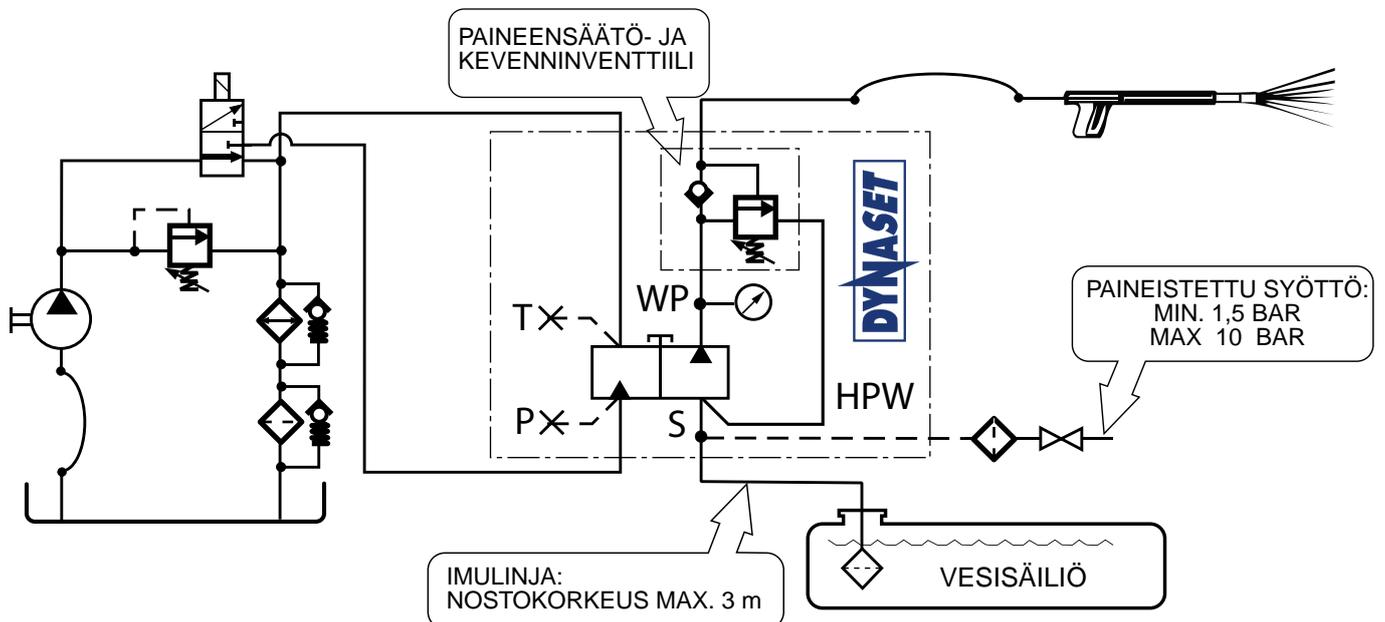 PAINEENSÄÄTÖ- JA
KEVENNINVENTTIILI
DYNASET
PAINEISTETTU SYÖTTÖ:
MIN. 1,5 BAR
MAX 10 BAR
WP
T
P
S
HPW
IMULINJA:
NOSTOKORKEUS MAX. 3 m
VESISÄILIÖ